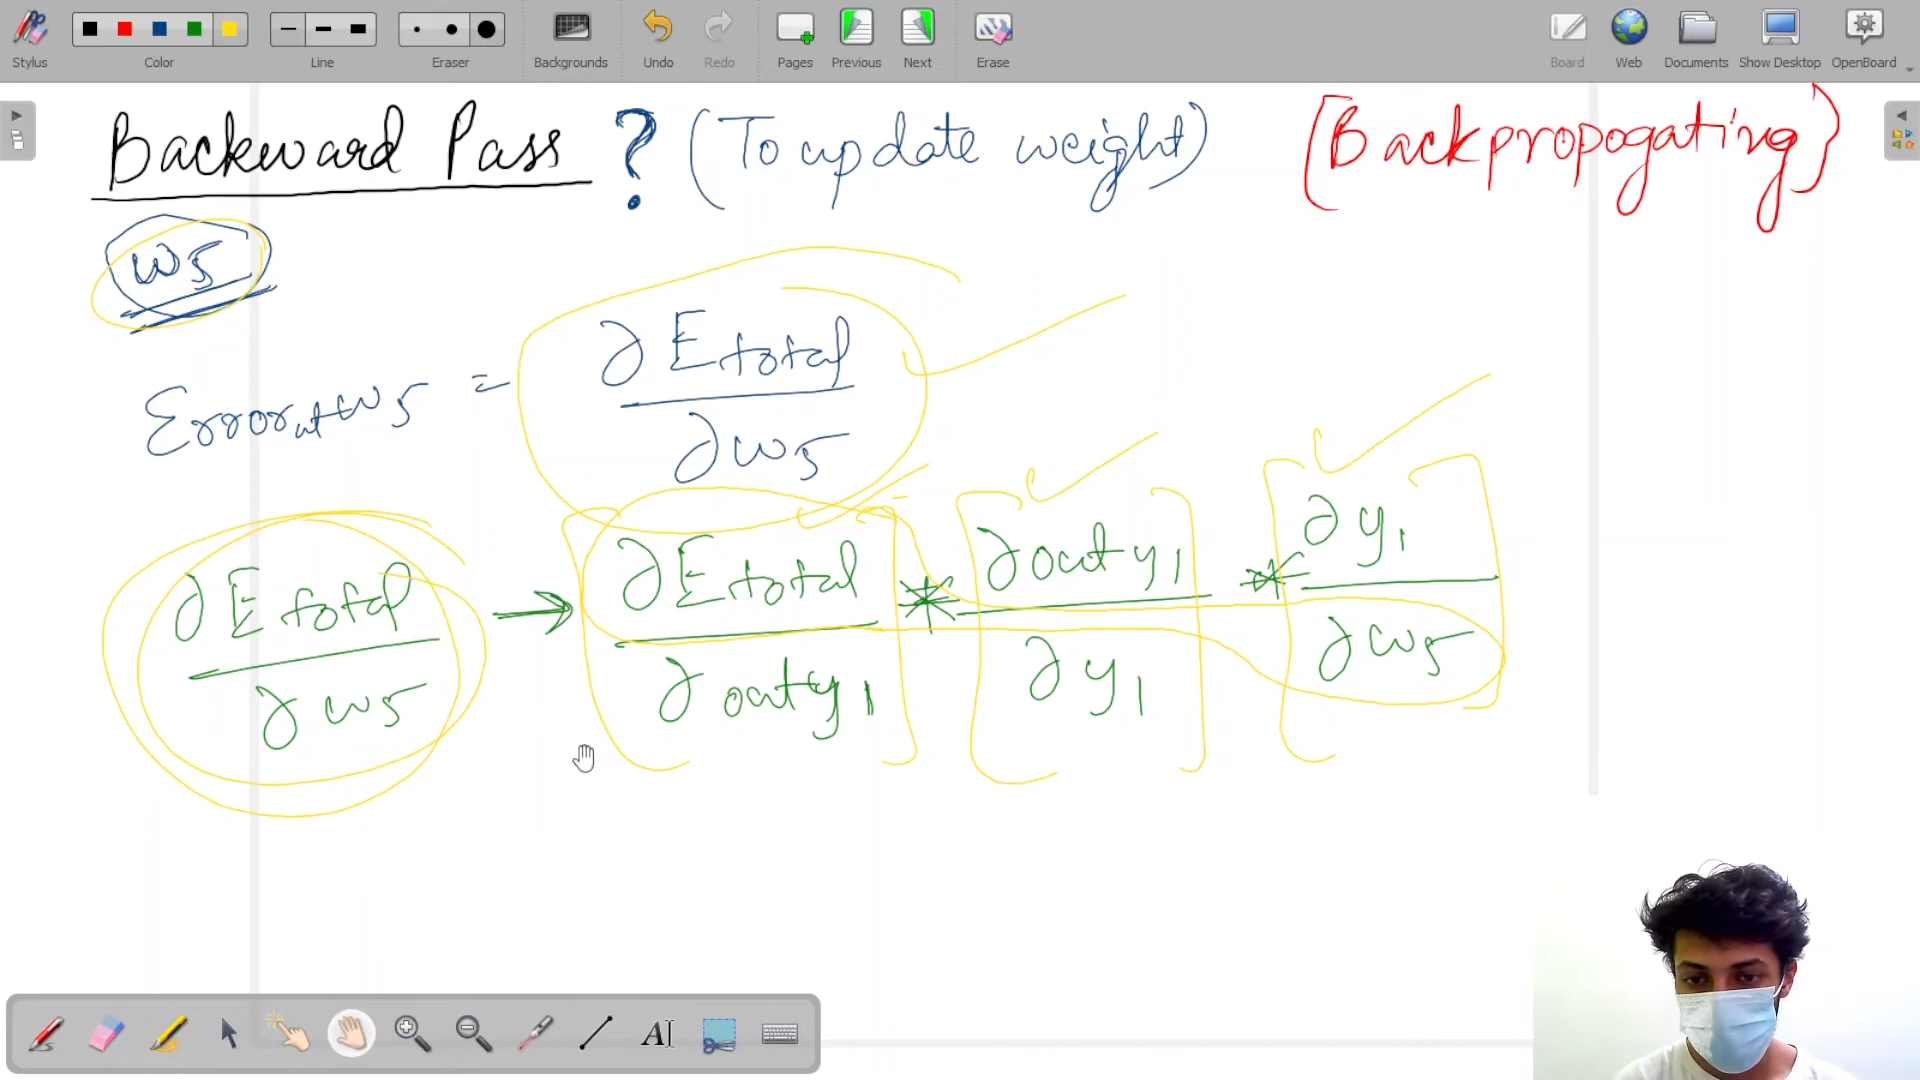 Stylus Color Line Eraser Backgrounds Undo Redo Pages Previous Next Erase Board Web Documents Show Desktop OpenBoard
Backward Pass ? (To update weight) (Backpropogating)
w5
Error at w5 = ∂Etotal / ∂w5
∂Etotal / ∂w5 → ∂Etotal / ∂outy1 * ∂outy1 / ∂y1 * ∂y1 / ∂w5